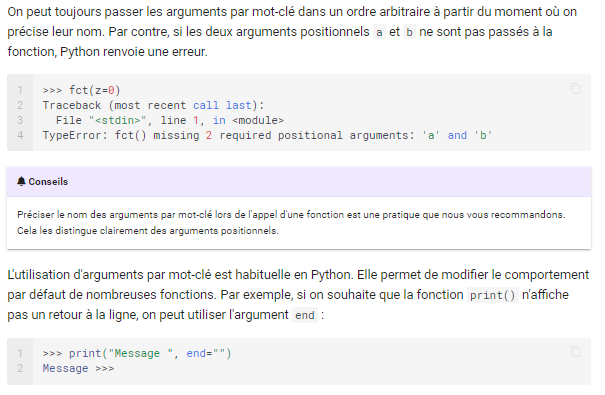 On peut toujours passer les arguments par mot-clé dans un ordre arbitraire à partir du moment où on
précise leur nom. Par contre, si les deux arguments positionnels a et b ne sont pas passés à la
fonction, Python renvoie une erreur.
1 >>> fct(z=0)
2 Traceback (most recent call last):
3   File "<stdin>", line 1, in <module>
4 TypeError: fct() missing 2 required positional arguments: 'a' and 'b'
Conseils
Préciser le nom des arguments par mot-clé lors de l'appel d'une fonction est une pratique que nous vous recommandons.
Cela les distingue clairement des arguments positionnels.
L'utilisation d'arguments par mot-clé est habituelle en Python. Elle permet de modifier le comportement
par défaut de nombreuses fonctions. Par exemple, si on souhaite que la fonction print() n'affiche
pas un retour à la ligne, on peut utiliser l'argument end :
1 >>> print("Message ", end="")
2 Message >>>